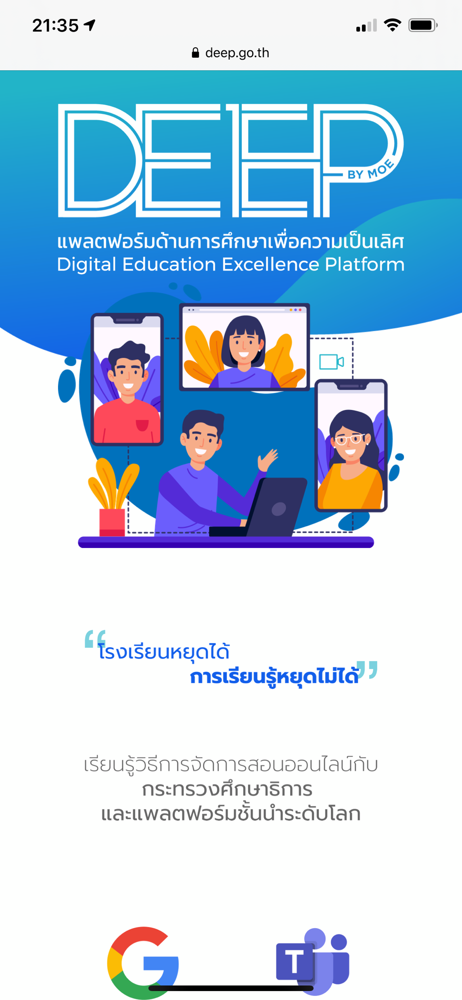 21:35
deep.go.th
DEEP
BY MOE
แพลตฟอร์มด้านการศึกษาเพื่อความเป็นเลิศ
Digital Education Excellence Platform
“โรงเรียนหยุดได้
การเรียนรู้หยุดไม่ได้”
เรียนรู้วิธีการจัดการสอนออนไลน์กับ
กระทรวงศึกษาธิการ
และแพลตฟอร์มชั้นนำระดับโลก
G
T